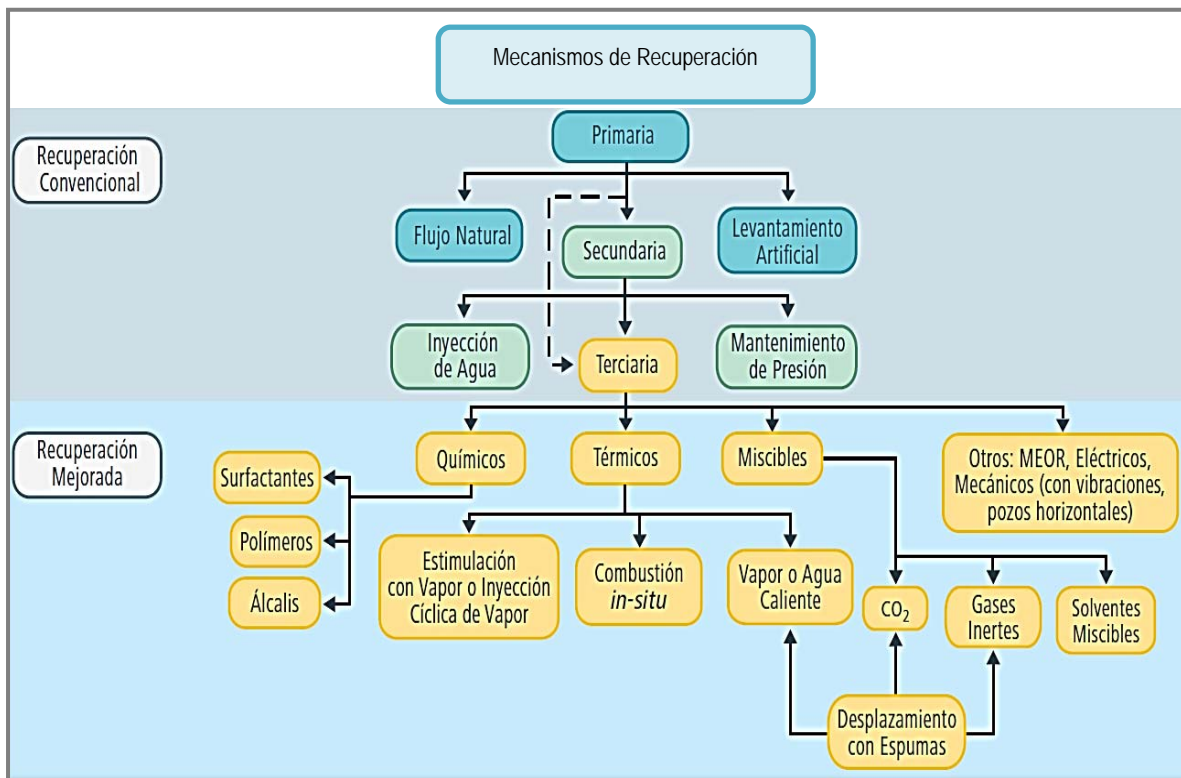 Mecanismos de Recuperación
Primaria
Recuperación
Convencional
Flujo Natural
Secundaria
Levantamiento
Artificial
Inyección
de Agua
Terciaria
Mantenimiento
de Presión
Recuperación
Mejorada
Químicos
Térmicos
Miscibles
Otros: MEOR, Eléctricos,
Mecánicos (con vibraciones,
pozos horizontales)
Surfactantes
Polímeros
Álcalis
Estimulación
con Vapor o Inyección
Cíclica de Vapor
Combustión
in-situ
Vapor o Agua
Caliente
CO₂
Gases
Inertes
Solventes
Miscibles
Desplazamiento
con Espumas